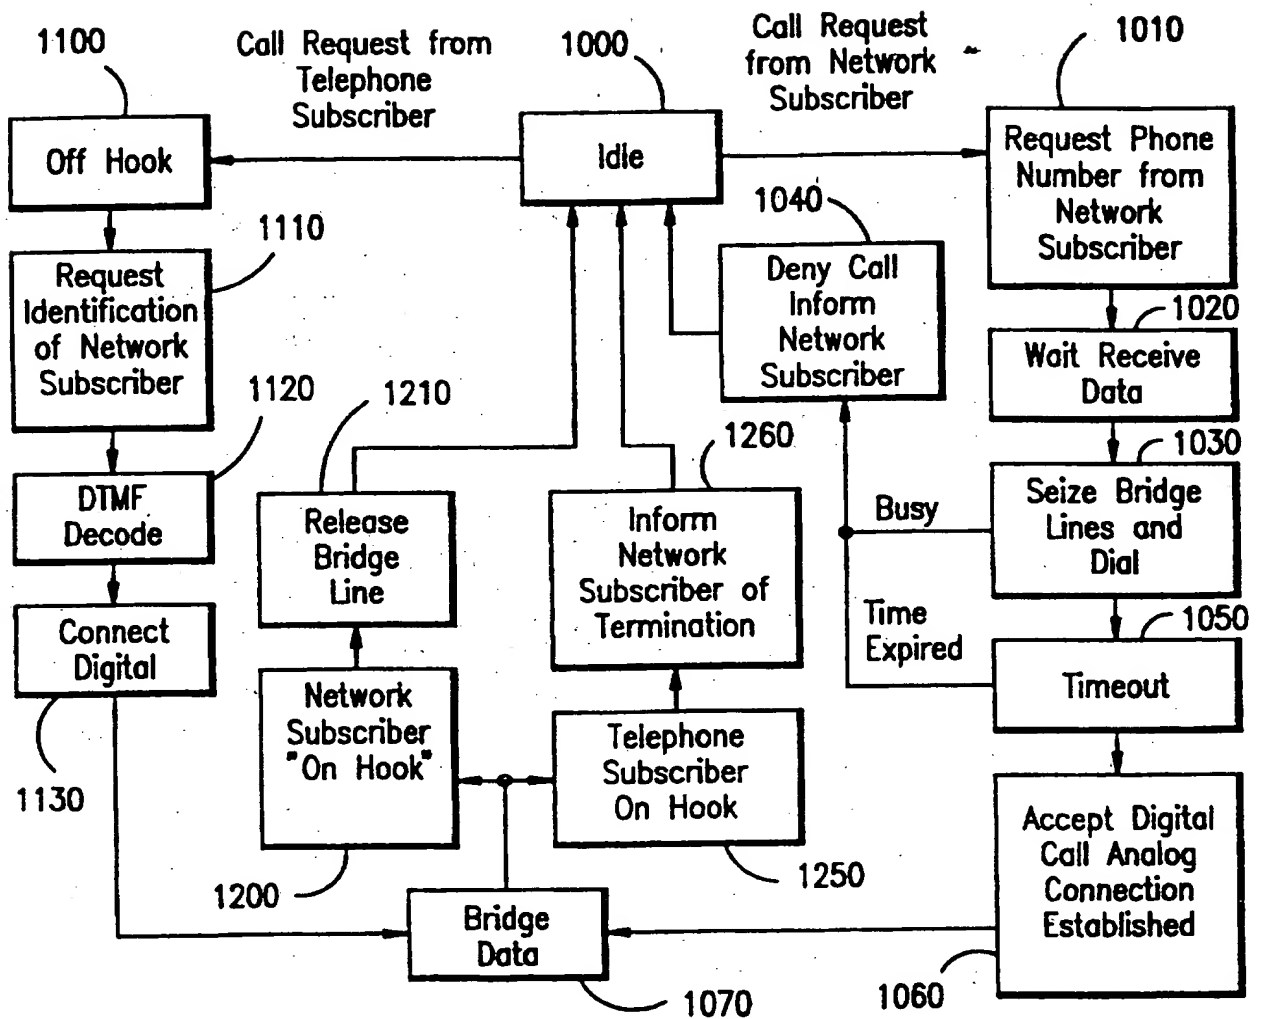 1100
Call Request from
Telephone
Subscriber
1000
Call Request
from Network
Subscriber
1010
Off Hook
Idle
Request Phone
Number from
Network
Subscriber
1110
1040
Request
Identification
of Network
Subscriber
Deny Call
Inform
Network
Subscriber
1020
Wait Receive
Data
1120
1210
1260
1030
DTMF
Decode
Release
Bridge
Line
Inform
Network
Subscriber of
Termination
Busy
Seize Bridge
Lines and
Dial
Connect
Digital
Time
Expired
1050
Timeout
1130
Network
Subscriber
"On Hook"
Telephone
Subscriber
On Hook
Accept Digital
Call Analog
Connection
Established
1200
1250
Bridge
Data
1070
1060